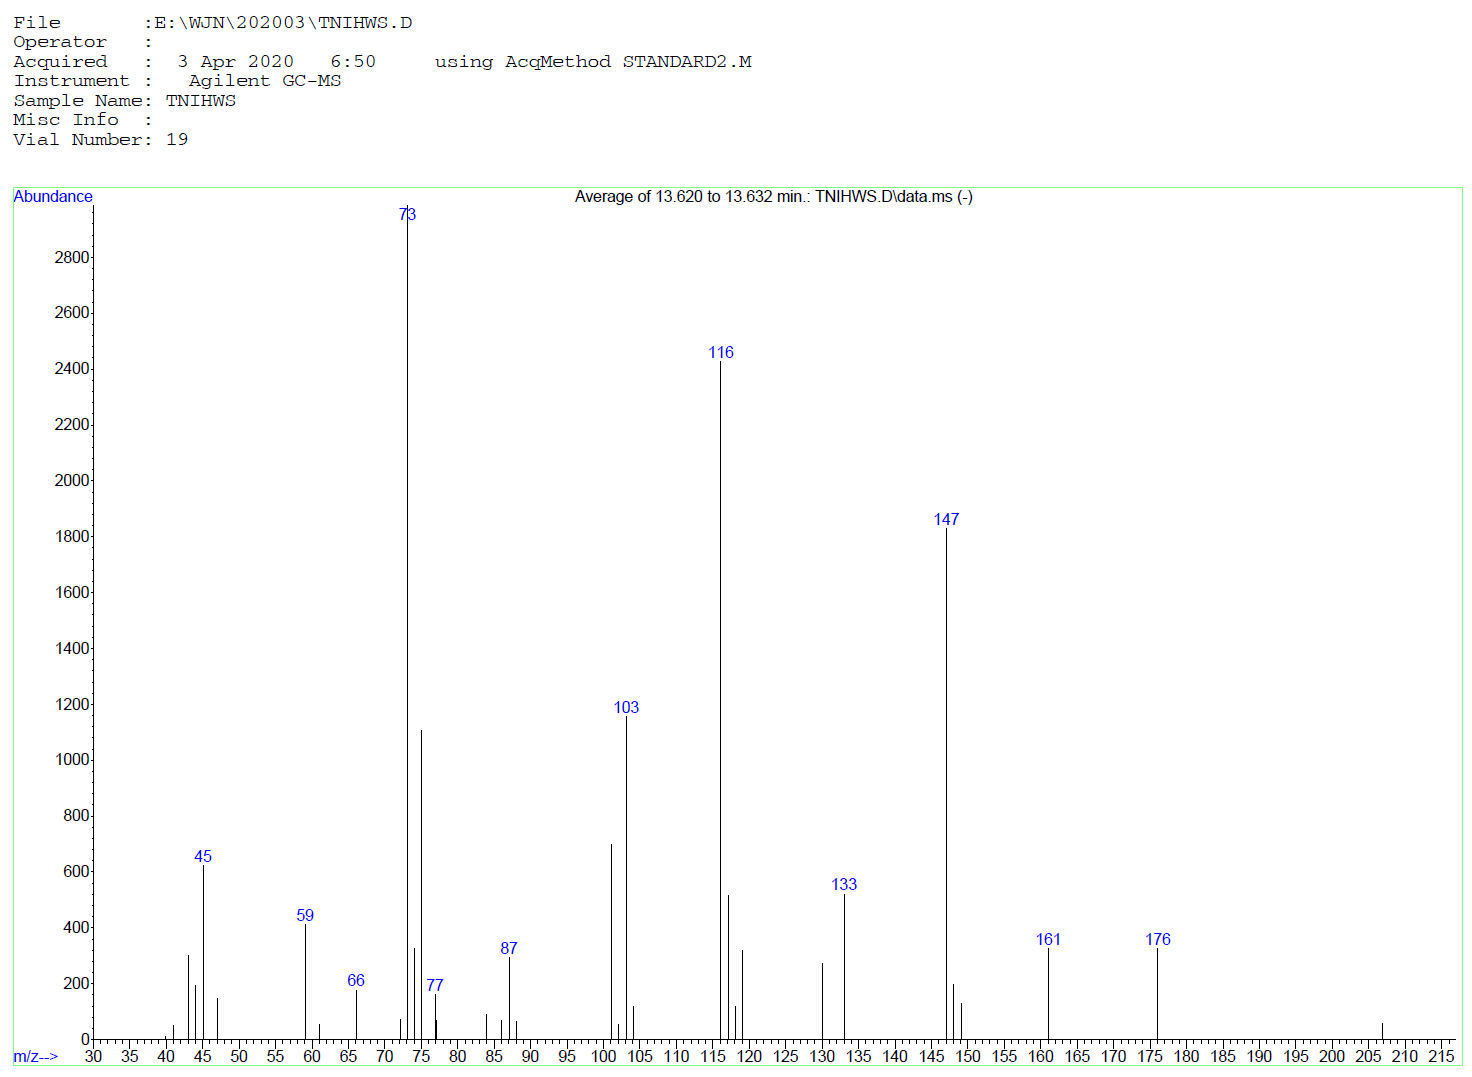 File       :E:\WJN\202003\TNIHWS.D
Operator   :
Acquired   :  3 Apr 2020   6:50     using AcqMethod STANDARD2.M
Instrument :   Agilent GC-MS
Sample Name: TNIHWS
Misc Info  :
Vial Number: 19
Abundance
Average of 13.620 to 13.632 min.: TNIHWS.D\data.ms (-)
73
2800
2600
116
2400
2200
2000
147
1800
1600
1400
1200
103
1000
800
45
600
133
59
400
87
161
176
66
77
200
0
m/z-->
30 35 40 45 50 55 60 65 70 75 80 85 90 95 100 105 110 115 120 125 130 135 140 145 150 155 160 165 170 175 180 185 190 195 200 205 210 215